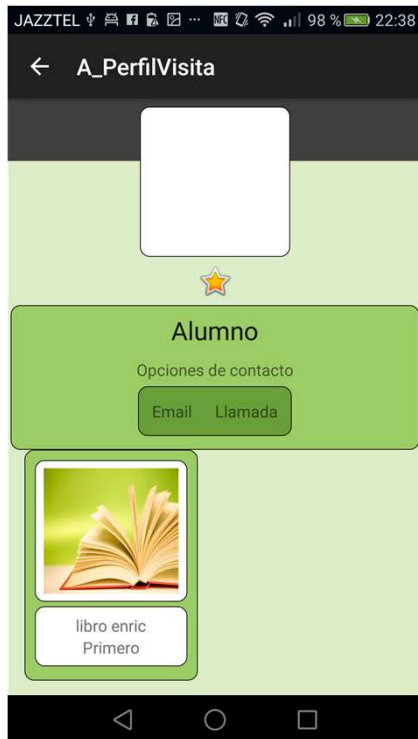 JAZZTEL 98 % 22:38
A_PerfilVisita
Alumno
Opciones de contacto
Email Llamada
libro enric
Primero